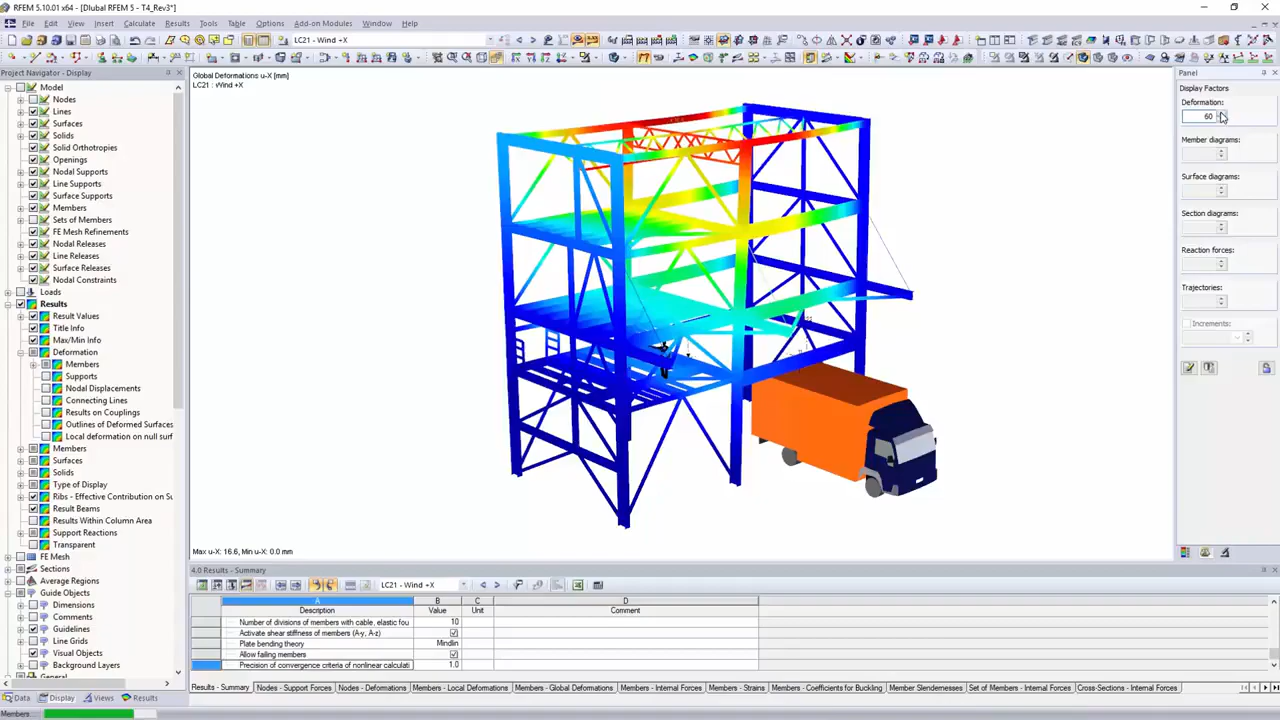 RFEM 5.10.01 x64 - [Dlubal RFEM 5 - T4_Rev3*]
File Edit View Insert Calculate Results Tools Table Options Add-on Modules Window Help
LC21 - Wind +X
Project Navigator - Display
Model
Nodes
Lines
Surfaces
Solids
Solid Orthotropies
Openings
Nodal Supports
Line Supports
Surface Supports
Members
Sets of Members
FE Mesh Refinements
Nodal Releases
Line Releases
Surface Releases
Nodal Constraints
Loads
Results
Result Values
Title Info
Max/Min Info
Deformation
Members
Supports
Nodal Displacements
Connecting Lines
Results on Couplings
Outlines of Deformed Surfaces
Local deformation on null surf
Members
Surfaces
Solids
Type of Display
Ribs - Effective Contribution on Su
Result Beams
Results Within Column Area
Support Reactions
Transparent
FE Mesh
Sections
Average Regions
Guide Objects
Dimensions
Comments
Guidelines
Line Grids
Visual Objects
Background Layers
General
Data Display Views Results
Members...
Global Deformations u-X [mm]
LC21 : Wind +X
Max u-X: 16.6, Min u-X: 0.0 mm
Panel
Display Factors
Deformation:
60
Member diagrams:
Surface diagrams:
Section diagrams:
Reaction forces:
Trajectories:
Increments:
4.0 Results - Summary
LC21 - Wind +X
A B C D
Description Value Unit Comment
Number of divisions of members with cable, elastic fou 10
Activate shear stiffness of members (A-y, A-z)
Plate bending theory Mindlin
Allow failing members
Precision of convergence criteria of nonlinear calculati 1.0
Results - Summary Nodes - Support Forces Nodes - Deformations Members - Local Deformations Members - Global Deformations Members - Internal Forces Members - Strains Members - Coefficients for Buckling Member Slendernesses Set of Members - Internal Forces Cross-Sections - Internal Forces